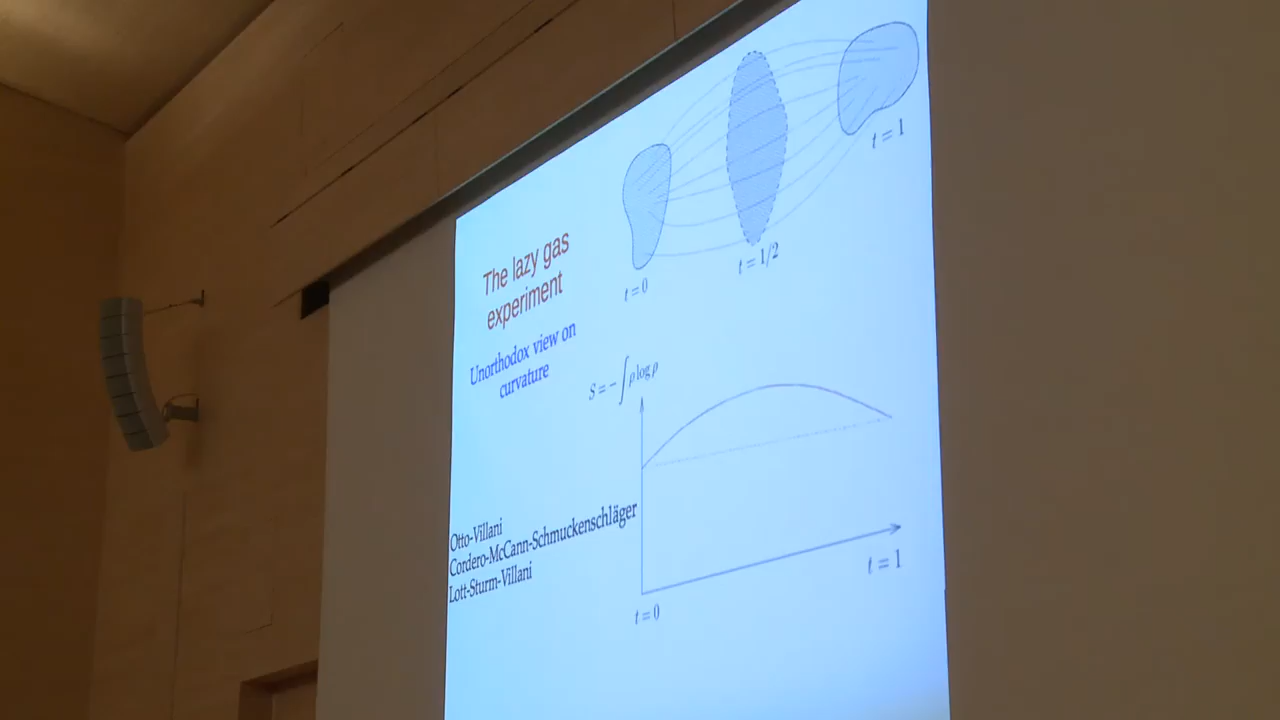 t = 1
t = 1/2
t = 0
The lazy gas
experiment
Unorthodox view on
curvature
S = − ∫ ρ log ρ
Otto-Villani
Cordero-McCann-Schmuckenschläger
Lott-Sturm-Villani
t = 1
t = 0